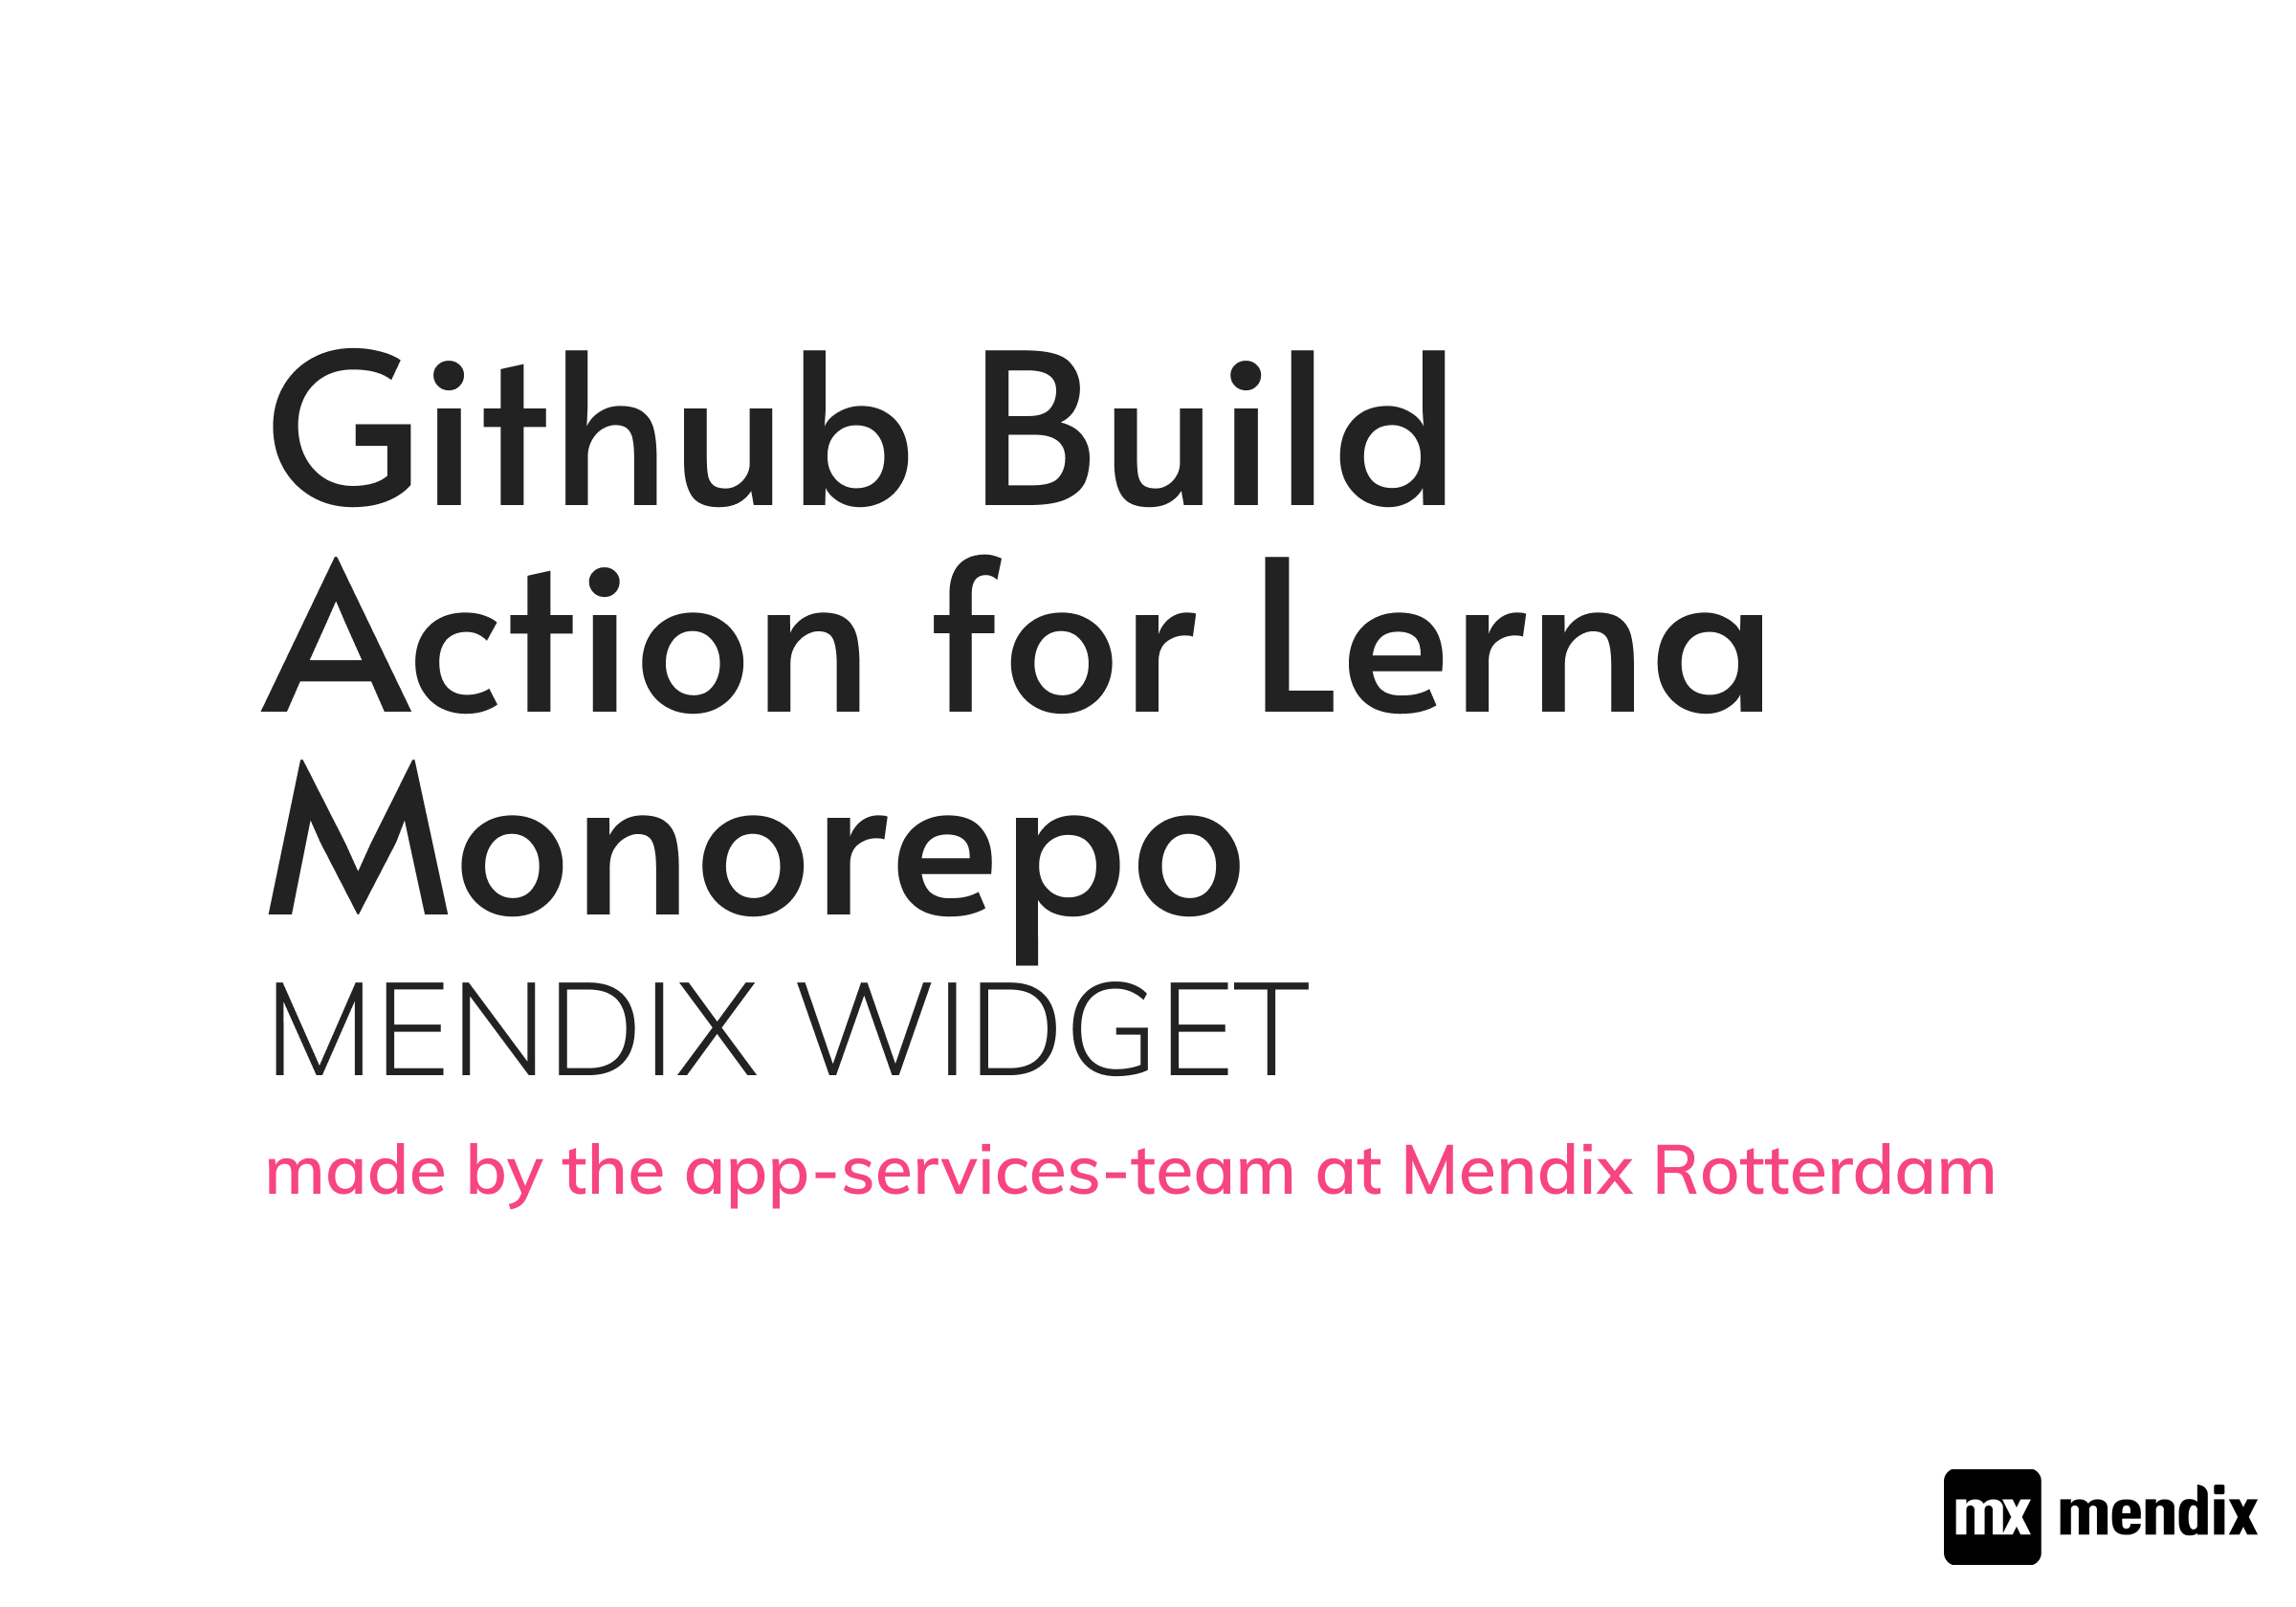 Github Build
Action for Lerna
Monorepo
MENDIX WIDGET
made by the app-services-team at Mendix Rotterdam
mx mendix